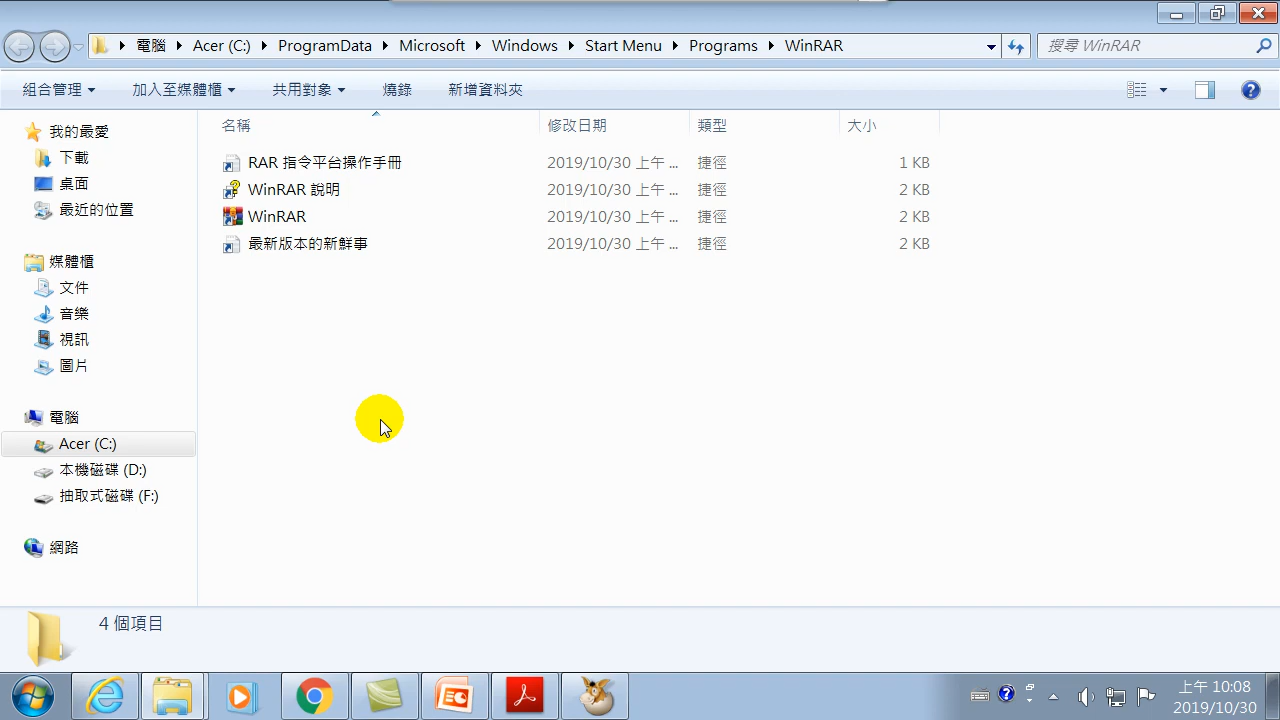 電腦 Acer (C:) ProgramData Microsoft Windows Start Menu Programs WinRAR
搜尋 WinRAR
組合管理 加入至媒體櫃 共用對象 燒錄 新增資料夾
名稱 修改日期 類型 大小
RAR 指令平台操作手冊 2019/10/30 上午 ... 捷徑 1 KB
WinRAR 說明 2019/10/30 上午 ... 捷徑 2 KB
WinRAR 2019/10/30 上午 ... 捷徑 2 KB
最新版本的新鮮事 2019/10/30 上午 ... 捷徑 2 KB
我的最愛
下載
桌面
最近的位置
媒體櫃
文件
音樂
視訊
圖片
電腦
Acer (C:)
本機磁碟 (D:)
抽取式磁碟 (F:)
網路
4 個項目
上午 10:08
2019/10/30